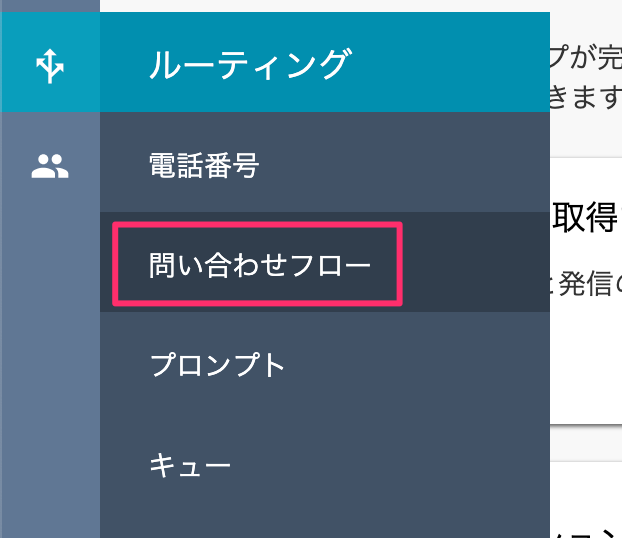 ルーティング
電話番号
問い合わせフロー
プロンプト
キュー
プが完
きます
取得
と発信の